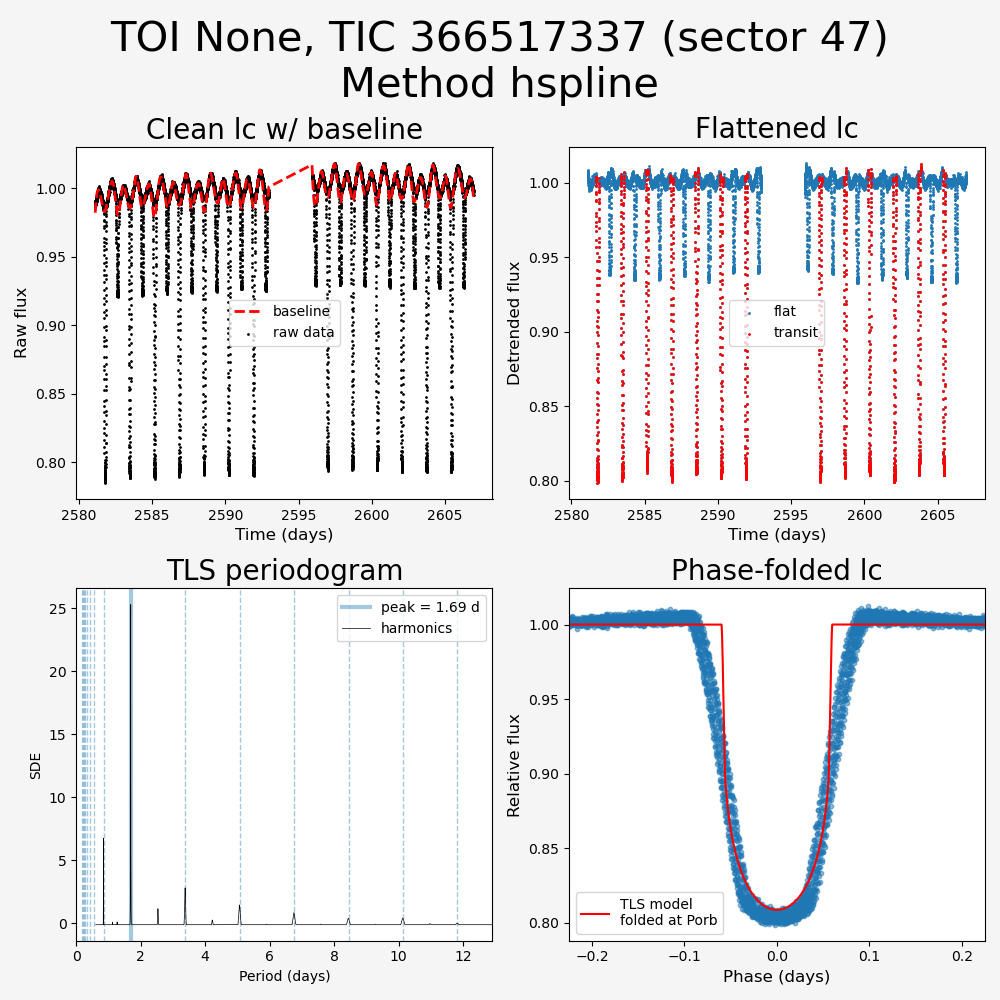 TOI None, TIC 366517337 (sector 47)
Method hspline
Clean lc w/ baseline
Raw flux
1.00
0.95
0.90
0.85
0.80
baseline
raw data
2580
2585
2590
2595
2600
2605
Time (days)
Flattened lc
Detrended flux
1.00
0.95
0.90
0.85
0.80
flat
transit
2580
2585
2590
2595
2600
2605
Time (days)
TLS periodogram
SDE
25
20
15
10
5
0
peak = 1.69 d
harmonics
0
2
4
6
8
10
12
Period (days)
Phase-folded lc
Relative flux
1.00
0.95
0.90
0.85
0.80
TLS model
folded at Porb
−0.2
−0.1
0.0
0.1
0.2
Phase (days)